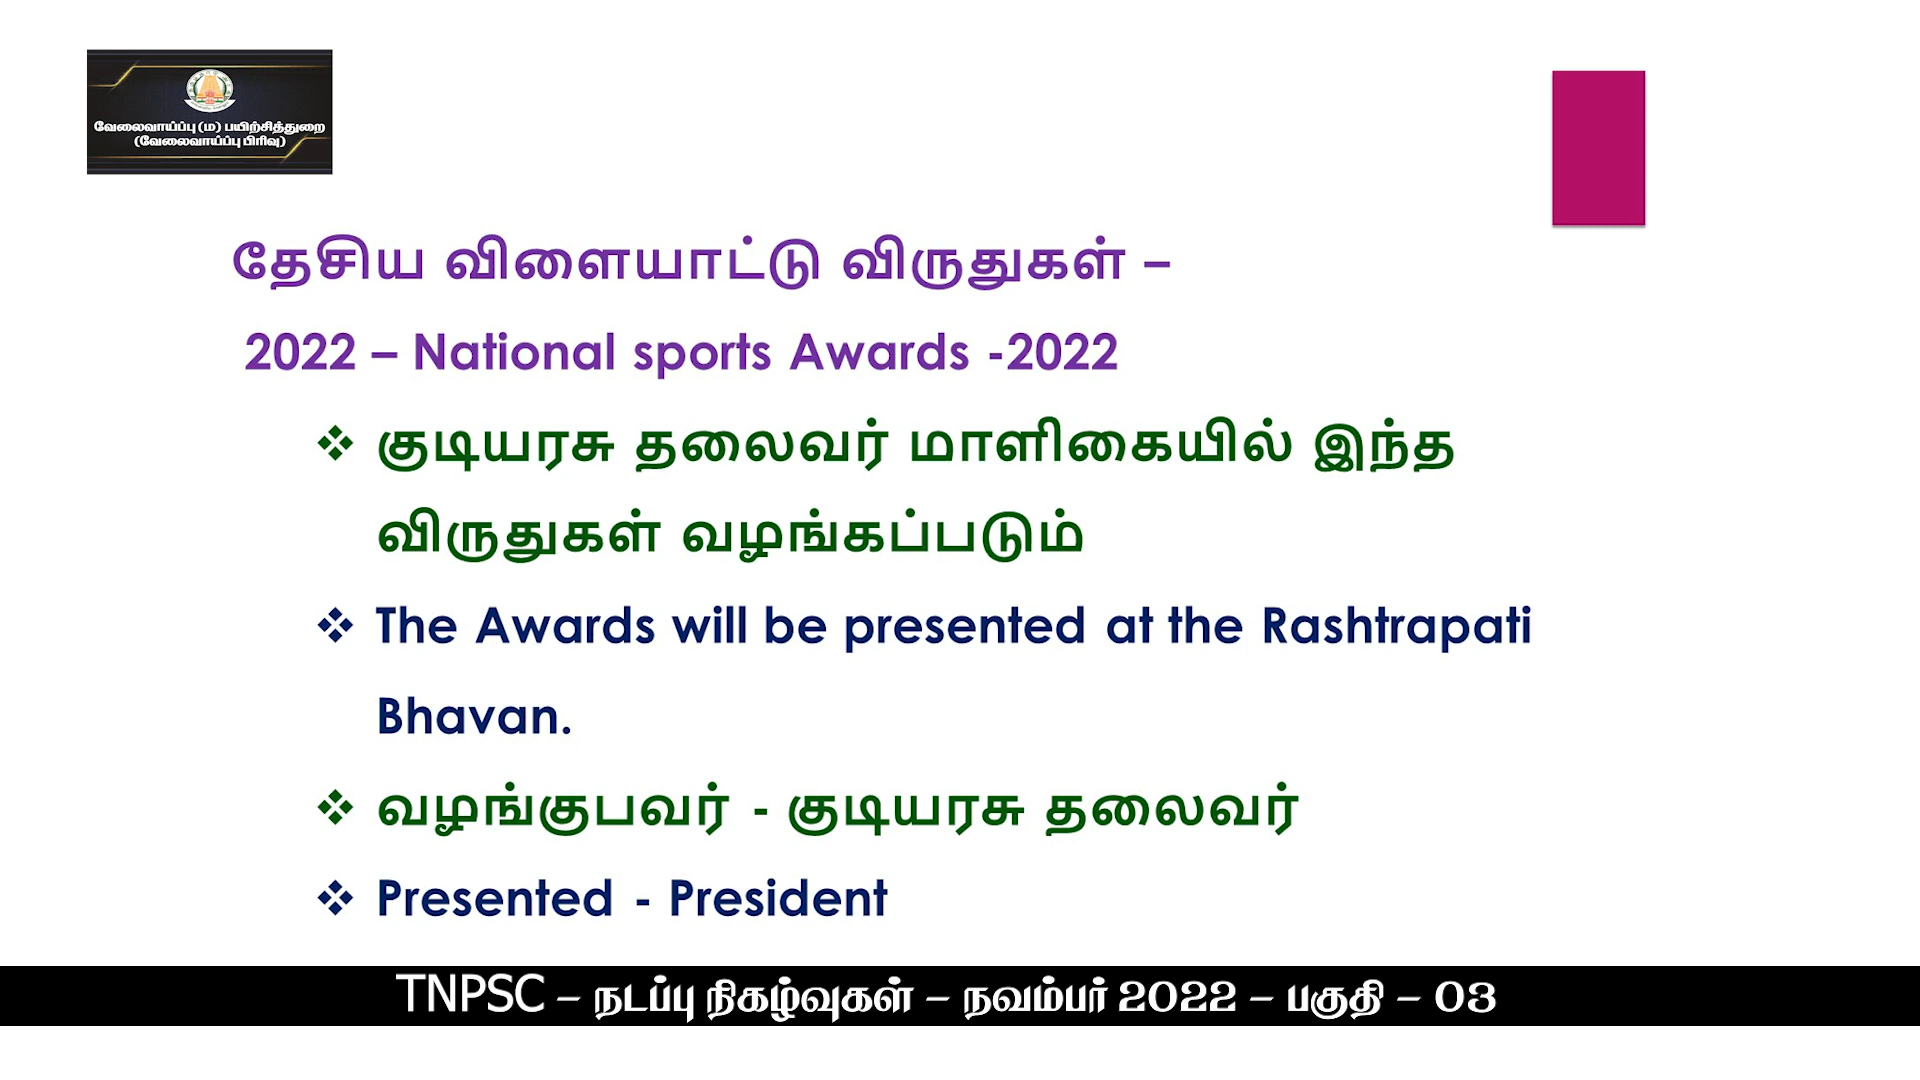 வேலைவாய்ப்பு (ம) பயிற்சித்துறை
(வேலைவாய்ப்பு பிரிவு)
தேசிய விளையாட்டு விருதுகள் –
2022 – National sports Awards -2022
❖ குடியரசு தலைவர் மாளிகையில் இந்த
விருதுகள் வழங்கப்படும்
❖ The Awards will be presented at the Rashtrapati
Bhavan.
❖ வழங்குபவர் - குடியரசு தலைவர்
❖ Presented - President
TNPSC – நடப்பு நிகழ்வுகள் – நவம்பர் 2022 – பகுதி – 03